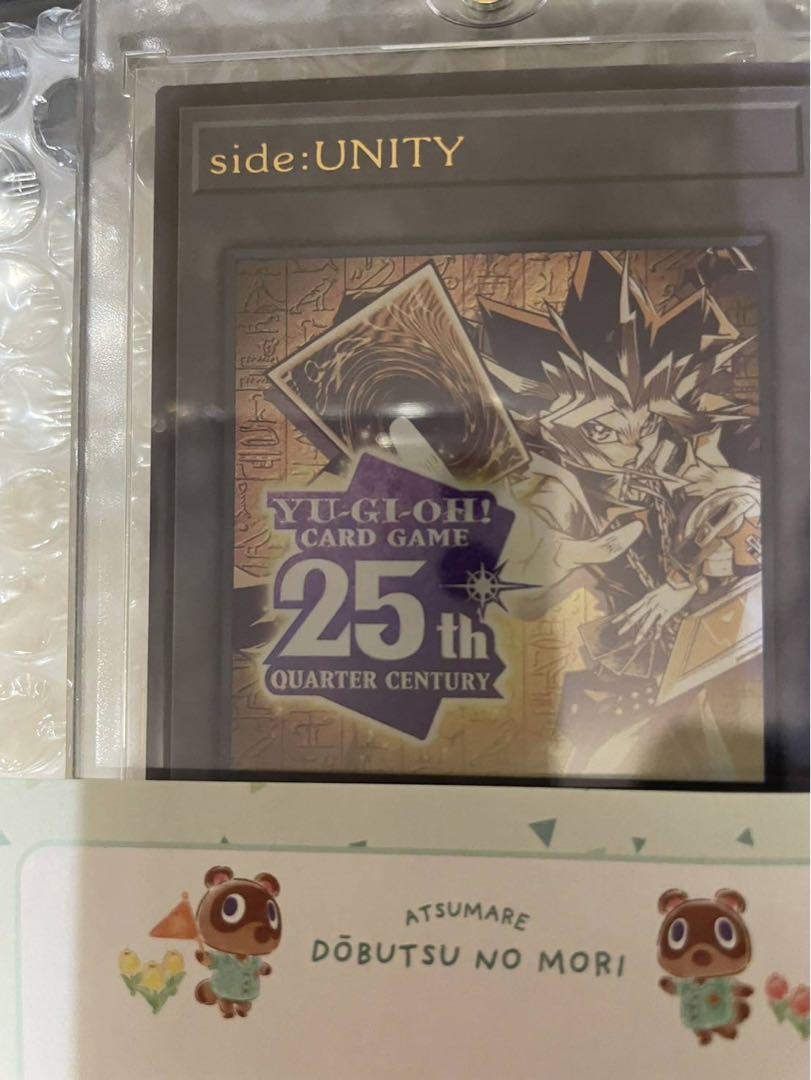 side:UNITY
YU-GI-OH!
CARD GAME
25th
QUARTER CENTURY
ATSUMARE
DŌBUTSU NO MORI